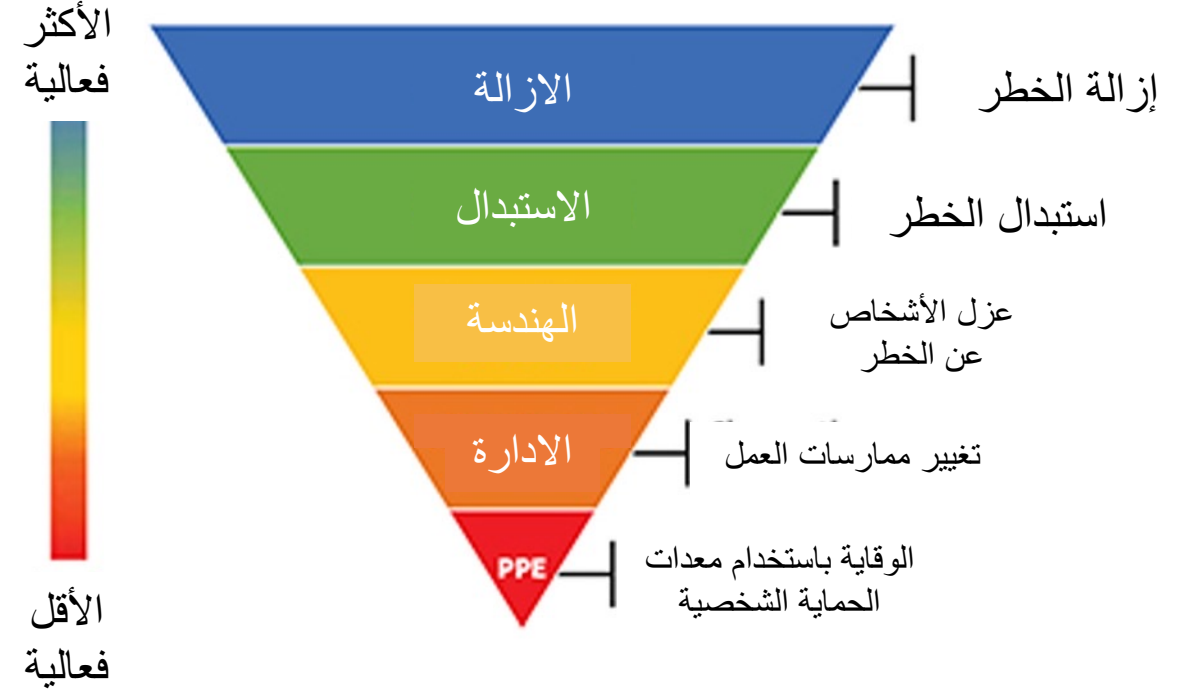 الأكثر
فعالية
الازالة
إزالة الخطر
الاستبدال
استبدال الخطر
الهندسة
عزل الأشخاص
عن الخطر
الادارة
تغيير ممارسات العمل
PPE
الوقاية باستخدام معدات
الحماية الشخصية
الأقل
فعالية